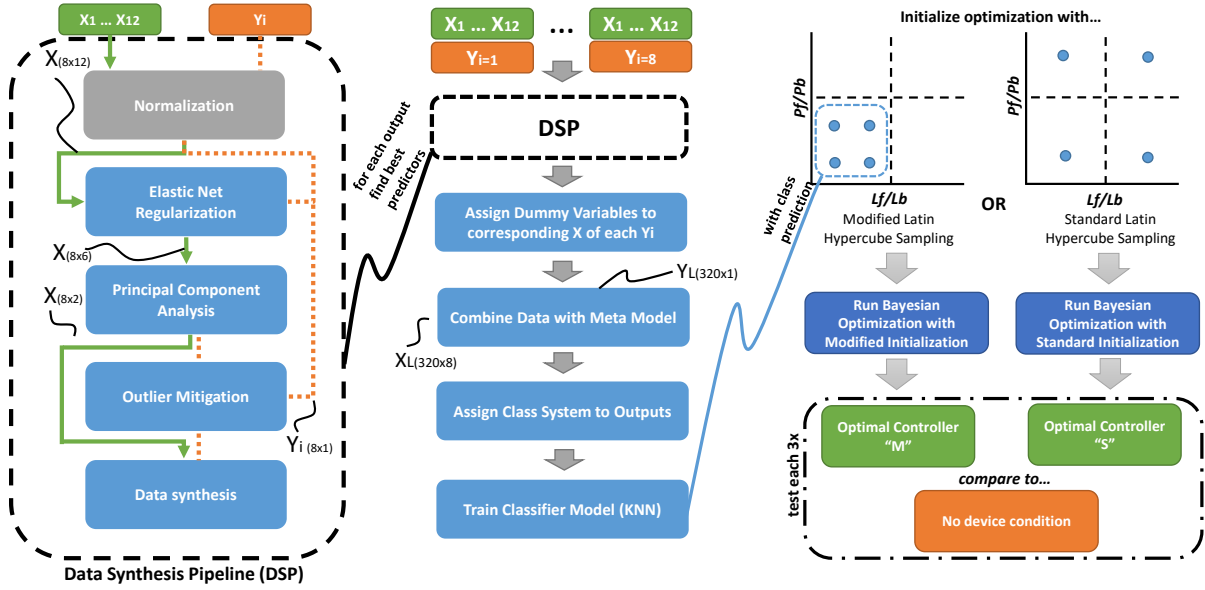 X1 ... X12
Yi
X(8x12)
Normalization
Elastic Net
Regularization
X(8x6)
Principal Component
Analysis
X(8x2)
Outlier Mitigation
Yi (8x1)
Data synthesis
Data Synthesis Pipeline (DSP)
for each output
find best
predictors
X1 ... X12
...
X1 ... X12
Yi=1
Yi=8
DSP
Assign Dummy Variables to
corresponding X of each Yi
YL(320x1)
Combine Data with Meta Model
XL(320x8)
Assign Class System to Outputs
Train Classifier Model (KNN)
with class
prediction
Initialize optimization with...
Pf/Pb
Lf/Lb
Modified Latin
Hypercube Sampling
OR
Pf/Pb
Lf/Lb
Standard Latin
Hypercube Sampling
Run Bayesian
Optimization with
Modified Initialization
Run Bayesian
Optimization with
Standard Initialization
test each 3x
Optimal Controller
“M”
Optimal Controller
“S”
compare to...
No device condition